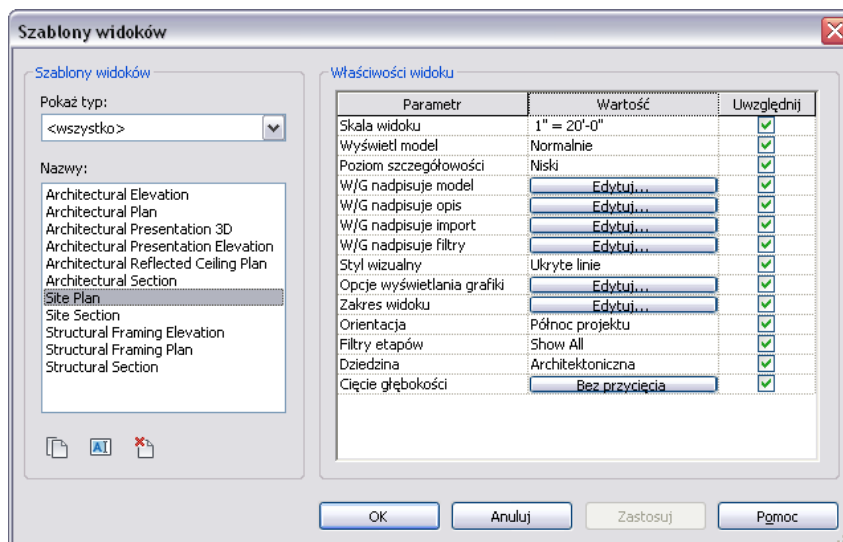 Szablony widoków
Szablony widoków
Pokaż typ:
<wszystko>
Nazwy:
Architectural Elevation
Architectural Plan
Architectural Presentation 3D
Architectural Presentation Elevation
Architectural Reflected Ceiling Plan
Architectural Section
Site Plan
Site Section
Structural Framing Elevation
Structural Framing Plan
Structural Section
AI
Właściwości widoku
Parametr Wartość Uwzględnij
Skala widoku 1" = 20'-0"
Wyświetl model Normalnie
Poziom szczegółowości Niski
W/G nadpisuje model Edytuj...
W/G nadpisuje opis Edytuj...
W/G nadpisuje import Edytuj...
W/G nadpisuje filtry Edytuj...
Styl wizualny Ukryte linie
Opcje wyświetlania grafiki Edytuj...
Zakres widoku Edytuj...
Orientacja Północ projektu
Filtry etapów Show All
Dziedzina Architektoniczna
Cięcie głębokości Bez przycięcia
OK Anuluj Zastosuj Pomoc